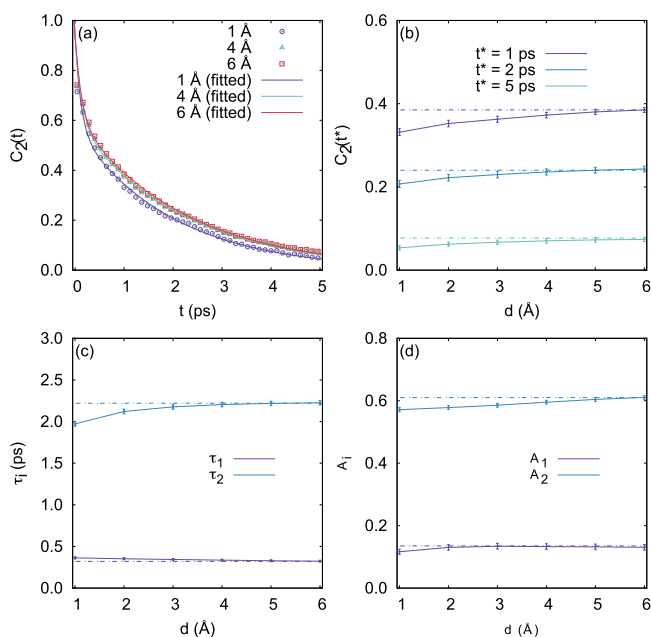 (a)
1 Å
4 Å
6 Å
1 Å (fitted)
4 Å (fitted)
6 Å (fitted)
C2(t)
1.0
0.8
0.6
0.4
0.2
0.0
0 1 2 3 4 5
t (ps)
(b)
t* = 1 ps
t* = 2 ps
t* = 5 ps
C2(t*)
0.6
0.4
0.2
0.0
1 2 3 4 5 6
d (Å)
(c)
τ1
τ2
τi (ps)
3.0
2.5
2.0
1.5
1.0
0.5
0.0
1 2 3 4 5 6
d (Å)
(d)
A1
A2
Ai
0.8
0.6
0.4
0.2
0.0
1 2 3 4 5 6
d (Å)